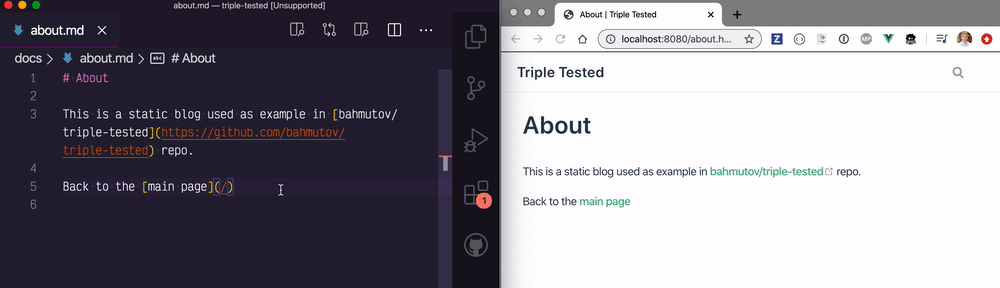 about.md — triple-tested [Unsupported]
about.md
docs > about.md > abc # About
1 # About
2
3 This is a static blog used as example in [bahmutov/
triple-tested](https://github.com/bahmutov/
triple-tested) repo.
4
5 Back to the [main page](/)
6
1
About | Triple Tested
localhost:8080/about.h...
Z
ABP
Triple Tested
About
This is a static blog used as example in bahmutov/triple-tested repo.
Back to the main page